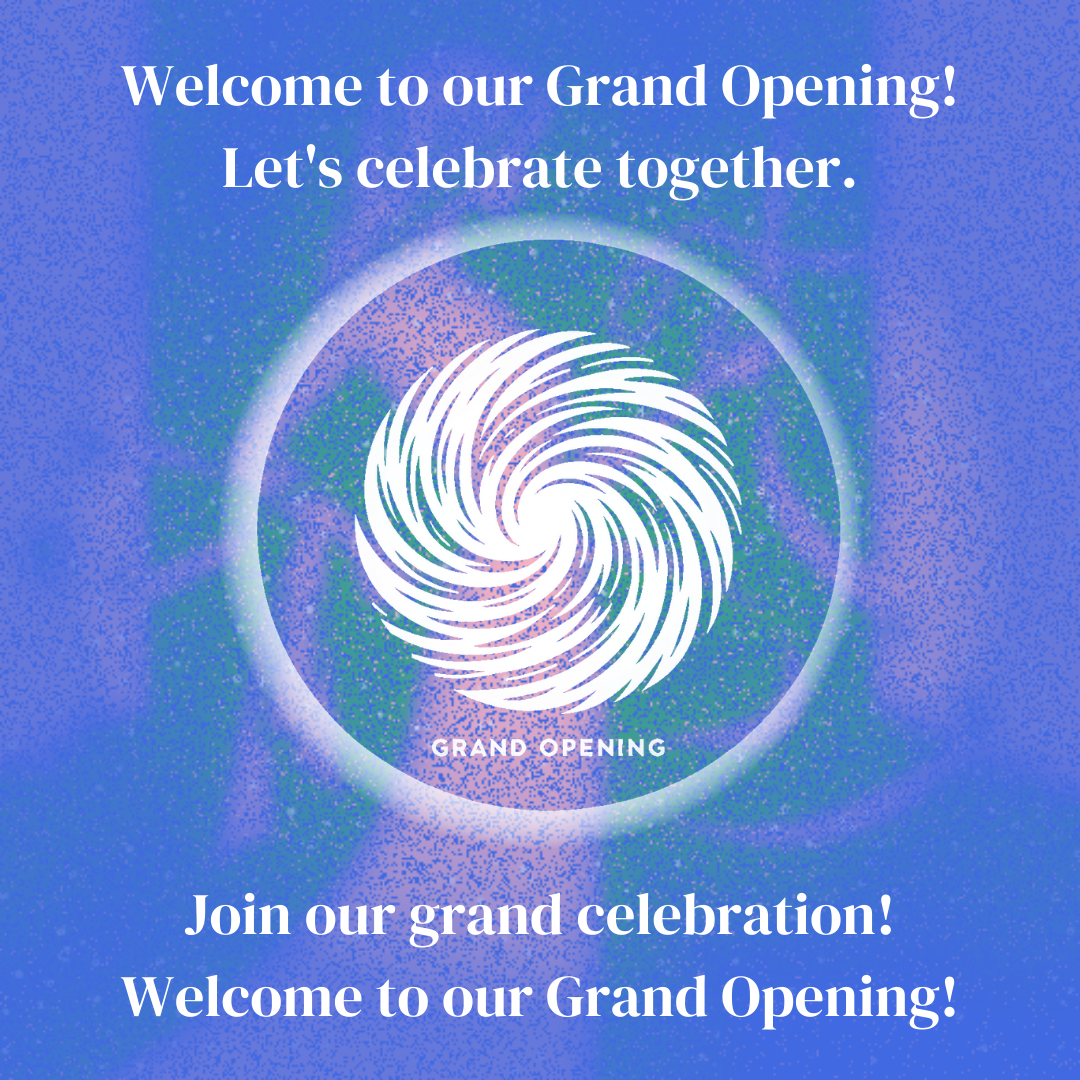 Welcome to our Grand Opening!
Let's celebrate together.
GRAND OPENING
Join our grand celebration!
Welcome to our Grand Opening!